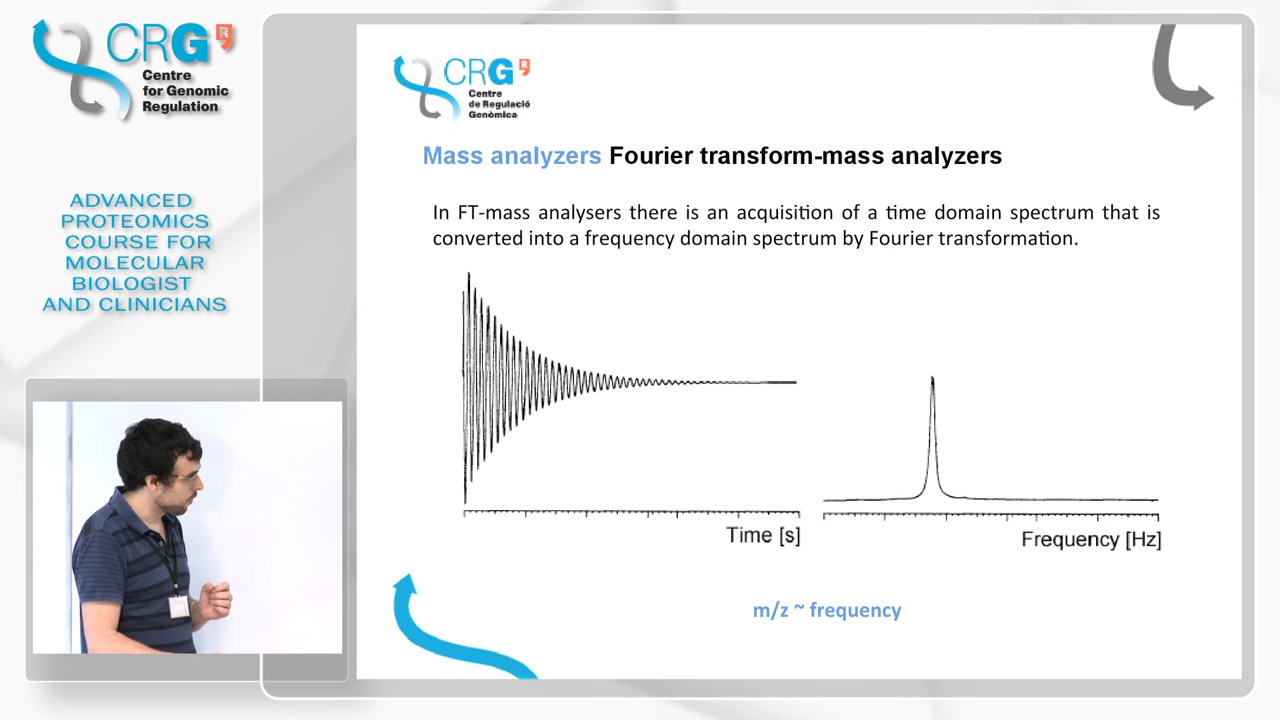 CRG R
Centre
for Genomic
Regulation
ADVANCED
PROTEOMICS
COURSE FOR
MOLECULAR
BIOLOGIST
AND CLINICIANS
CRG R
Centre
de Regulació
Genòmica
Mass analyzers Fourier transform-mass analyzers
In FT-mass analysers there is an acquisition of a time domain spectrum that is
converted into a frequency domain spectrum by Fourier transformation.
Time [s]
Frequency [Hz]
m/z ~ frequency